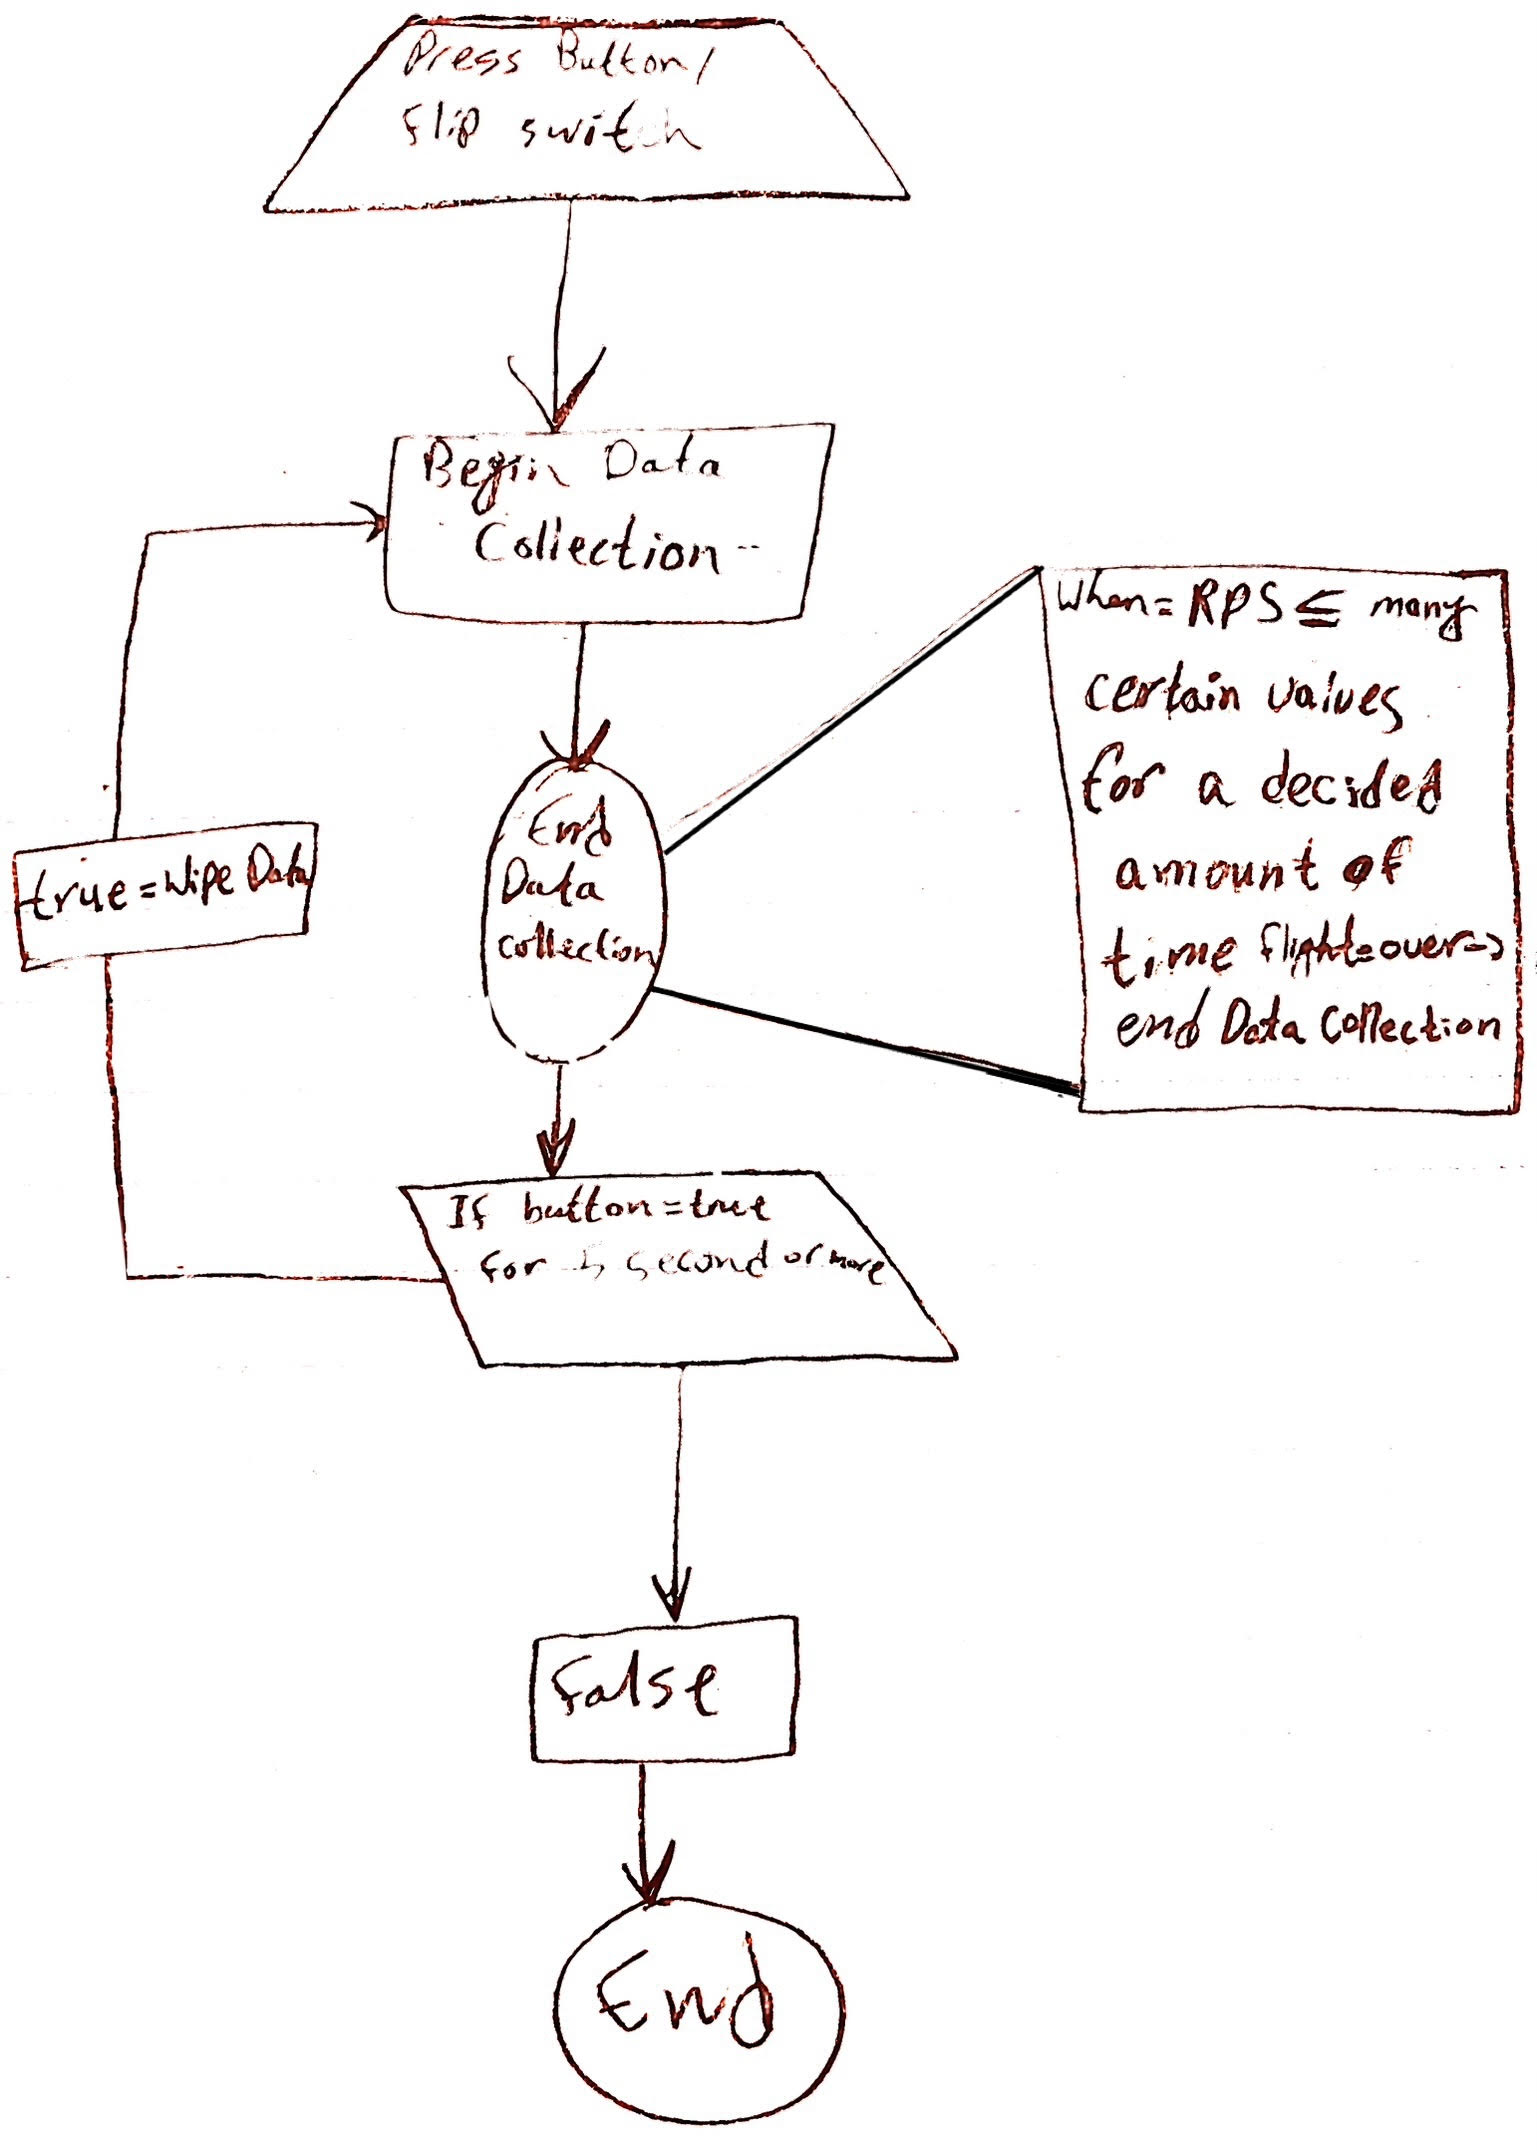 Press Button/
flip switch
Begin Data
Collection--
When= RPS ≤ many
certain values
for a decided
amount of
time flight=over->
end Data Collection
End
Data
collection
true=Wipe Data
If button=true
for 5 second or more
false
End